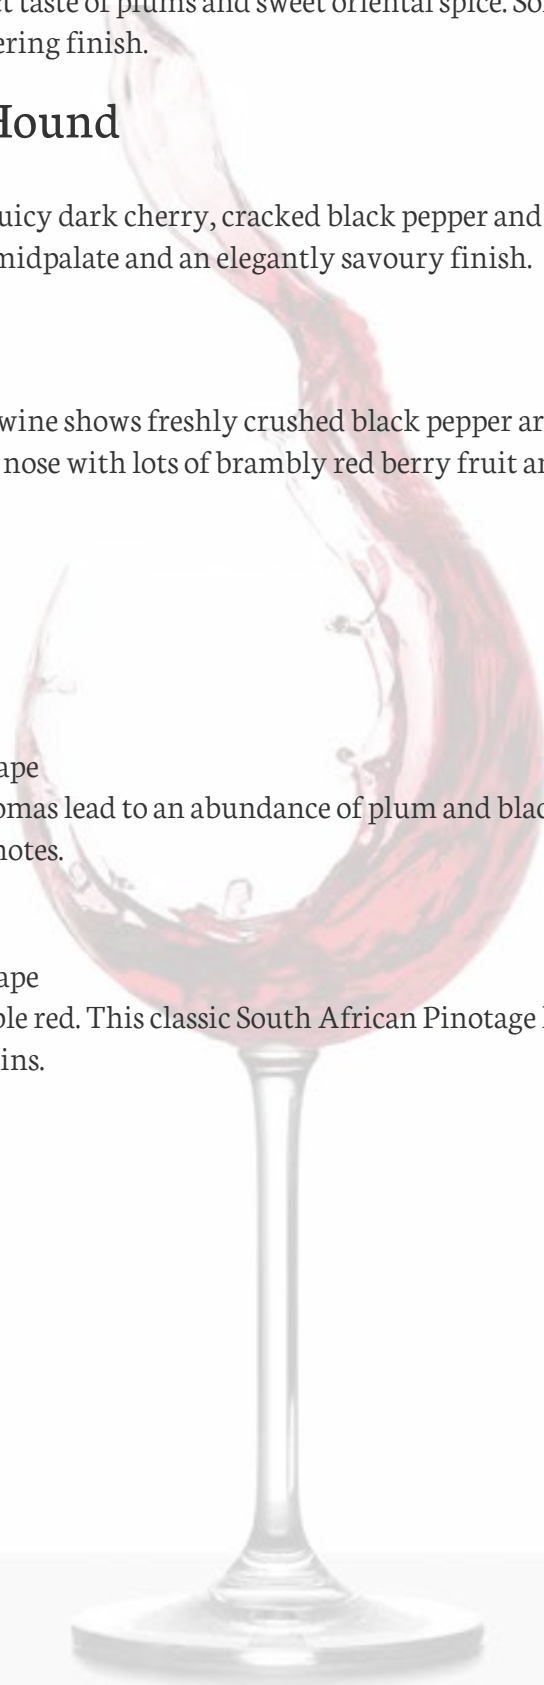 taste of plums and sweet oriental spice.
ering finish.
Hound
uicy dark cherry, cracked black pepper and
midpalate and an elegantly savoury finish.
wine shows freshly crushed black pepper ar
nose with lots of brambly red berry fruit an
ape
omas lead to an abundance of plum and blac
notes.
ape
ble red. This classic South African Pinotage
ins.